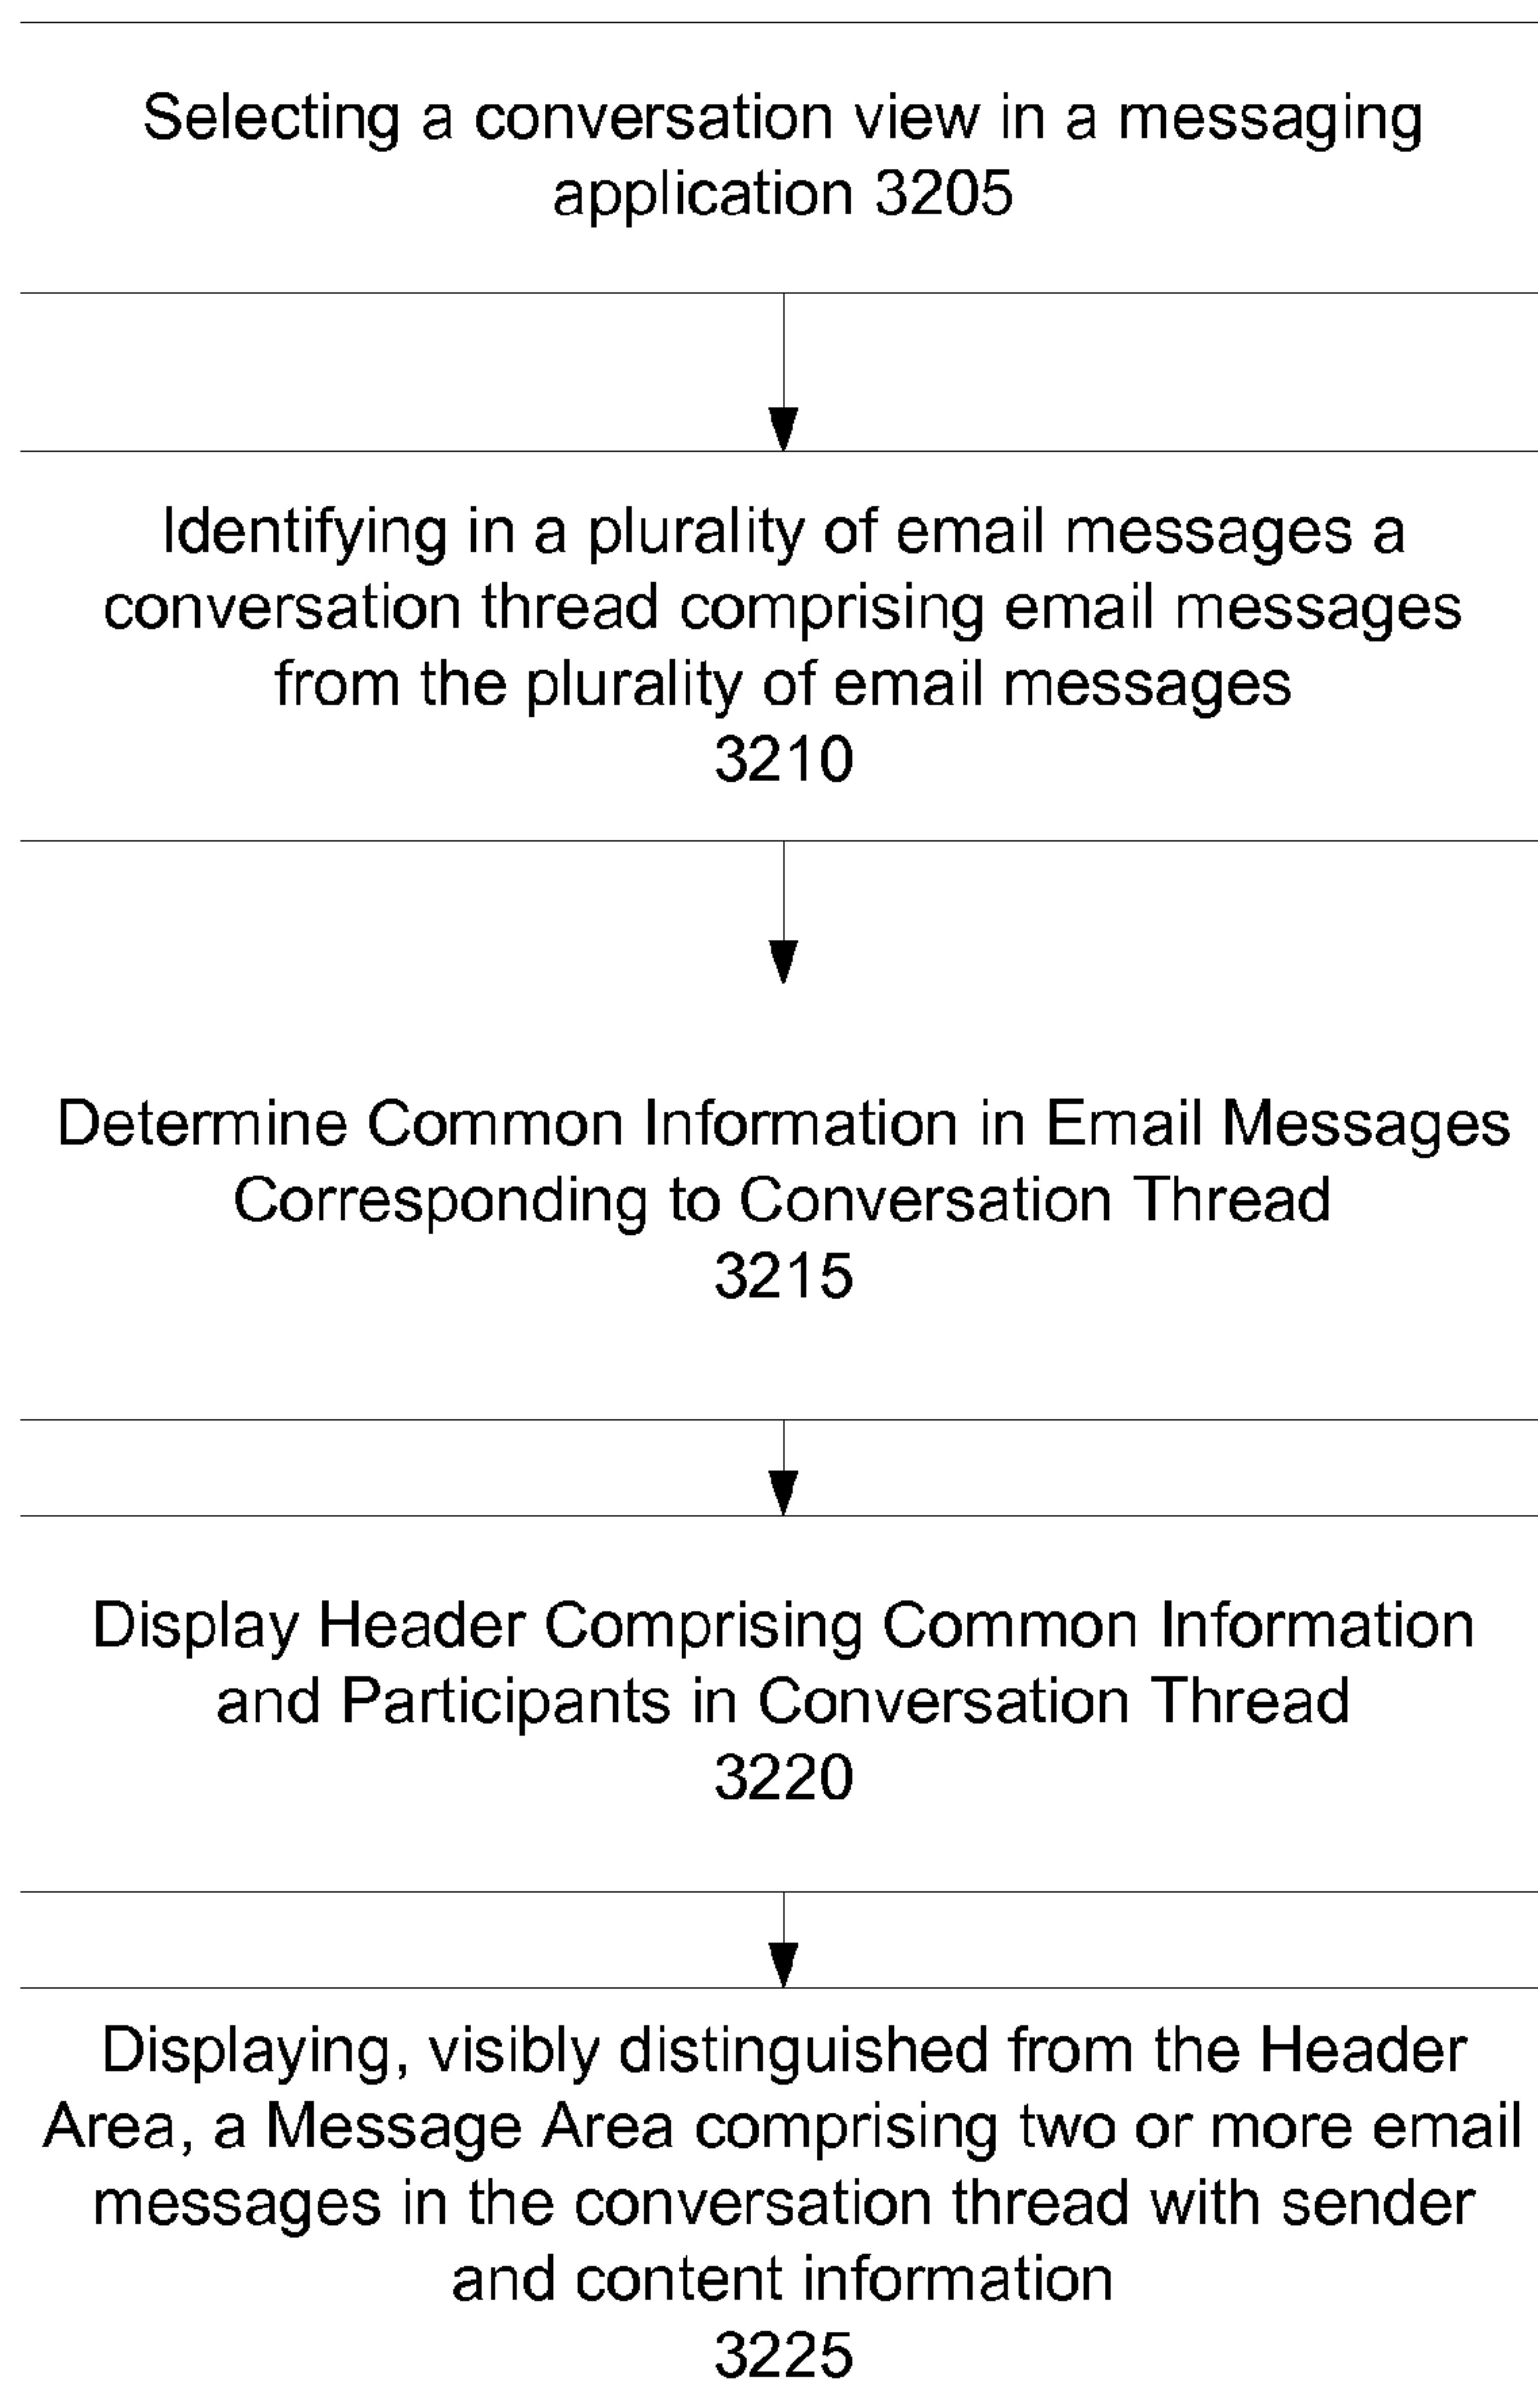 Selecting a conversation view in a messaging
application 3205
Identifying in a plurality of email messages a
conversation thread comprising email messages
from the plurality of email messages
3210
Determine Common Information in Email Messages
Corresponding to Conversation Thread
3215
Display Header Comprising Common Information
and Participants in Conversation Thread
3220
Displaying, visibly distinguished from the Header
Area, a Message Area comprising two or more email
messages in the conversation thread with sender
and content information
3225